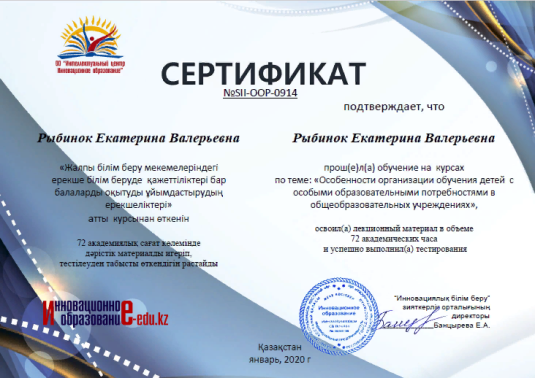 ОО "Интеллектуальный центр
Инновационное образование"
СЕРТИФИКАТ
№SII-OOP-0914
подтверждает, что
Рыбинок Екатерина Валерьевна
«Жалпы білім беру мекемелеріндегі
ерекше білім беруде қажеттіліктері бар
балаларды оқытуды ұйымдастырудың
ерекшеліктері»
атты курсынан өткенін
72 академиялық сағат көлемінде
дәрістік материалды игеріп,
тестілеуден табысты өткендігін растайды
Рыбинок Екатерина Валерьевна
прош(е)л(а) обучение на курсах
по теме: «Особенности организации обучения детей с
особыми образовательными потребностями в
общеобразовательных учреждениях»,
освоил(а) лекционный материал в объеме
72 академических часа
и успешно выполнил(а) тестирования
Инновационно
е образование-edu.kz
Инновационное
образование
"Инновациялық білім беру"
зияткерлік орталығының
директоры
Банцырева Е.А.
Қазақстан
январь, 2020 г